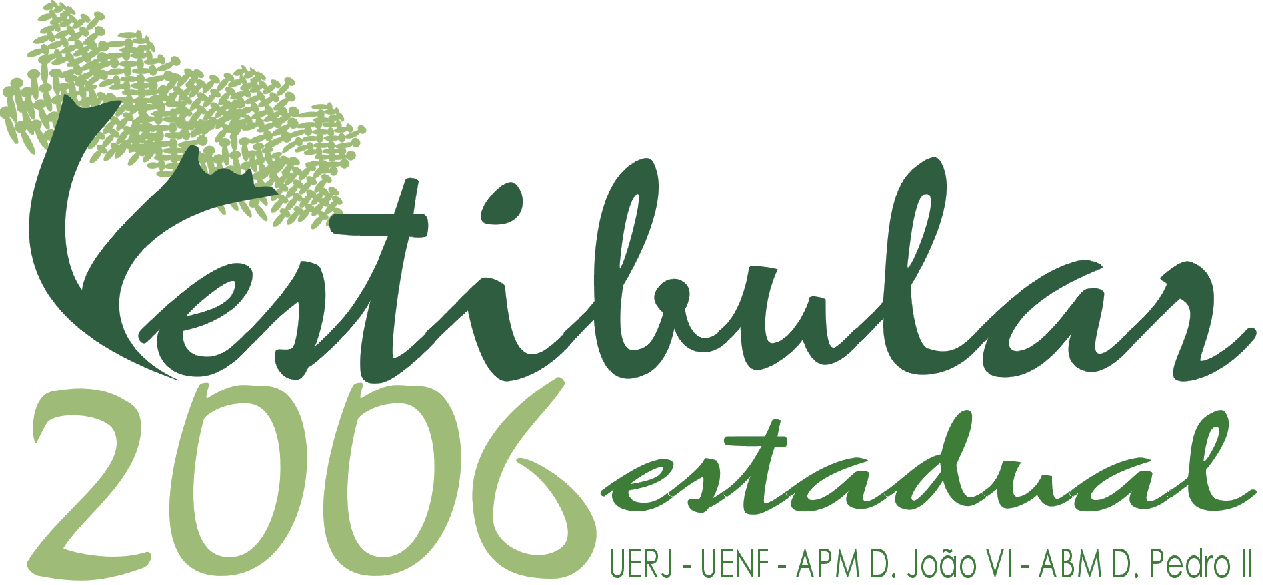 Vestibular
2006 estadual
UERJ - UENF - APM D. João VI - ABM D. Pedro II